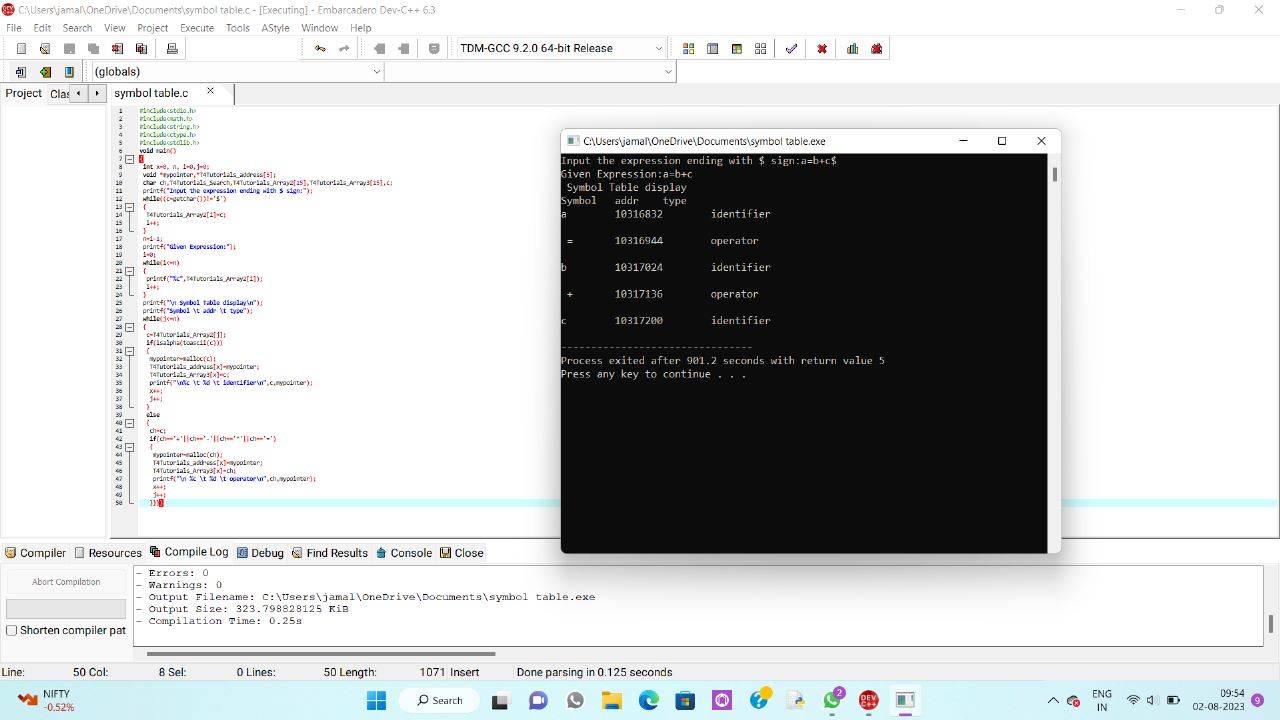 C:\Users\jamal\OneDrive\Documents\symbol table.c - [Executing] - Embarcadero Dev-C++ 6.3
File Edit Search View Project Execute Tools AStyle Window Help
TDM-GCC 9.2.0 64-bit Release
(globals)
Project Clas symbol table.c
1 #include<stdio.h>
2 #include<math.h>
3 #include<string.h>
4 #include<ctype.h>
5 #include<stdlib.h>
6 void main()
7 {
8 int x=0, n, i=0,j=0;
9 void *mypointer,*T4Tutorials_address[5];
10 char ch,T4Tutorials_Search,T4Tutorials_Array2[15],T4Tutorials_Array3[15],c;
11 printf("Input the expression ending with $ sign:");
12 while((c=getchar())!='$')
13 {
14 T4Tutorials_Array2[i]=c;
15 i++;
16 }
17 n=i-1;
18 printf("Given Expression:");
19 i=0;
20 while(i<=n)
21 {
22 printf("%c",T4Tutorials_Array2[i]);
23 i++;
24 }
25 printf("\n Symbol Table display\n");
26 printf("Symbol \t addr \t type");
27 while(j<=n)
28 {
29 c=T4Tutorials_Array2[j];
30 if(isalpha(toascii(c)))
31 {
32 mypointer=malloc(c);
33 T4Tutorials_address[x]=mypointer;
34 T4Tutorials_Array3[x]=c;
35 printf("\n%c \t %d \t identifier\n",c,mypointer);
36 x++;
37 j++;
38 }
39 else
40 {
41 ch=c;
42 if(ch=='+'||ch=='-'||ch=='*'||ch=='=')
43 {
44 mypointer=malloc(ch);
45 T4Tutorials_address[x]=mypointer;
46 T4Tutorials_Array3[x]=ch;
47 printf("\n %c \t %d \t operator\n",ch,mypointer);
48 x++;
49 j++;
50 }}}}
C:\Users\jamal\OneDrive\Documents\symbol table.exe
Input the expression ending with $ sign:a=b+c$
Given Expression:a=b+c
Symbol Table display
Symbol addr type
a 10316832 identifier
= 10316944 operator
b 10317024 identifier
+ 10317136 operator
c 10317200 identifier
--------------------------------
Process exited after 901.2 seconds with return value 5
Press any key to continue . . .
Compiler Resources Compile Log Debug Find Results Console Close
Abort Compilation
Shorten compiler pat
- Errors: 0
- Warnings: 0
- Output Filename: C:\Users\jamal\OneDrive\Documents\symbol table.exe
- Output Size: 323.798828125 KiB
- Compilation Time: 0.25s
Line: 50 Col: 8 Sel: 0 Lines: 50 Length: 1071 Insert Done parsing in 0.125 seconds
NIFTY
-0.52%
Search
2
DEV C++
ENG
IN
09:54
02-08-2023
9